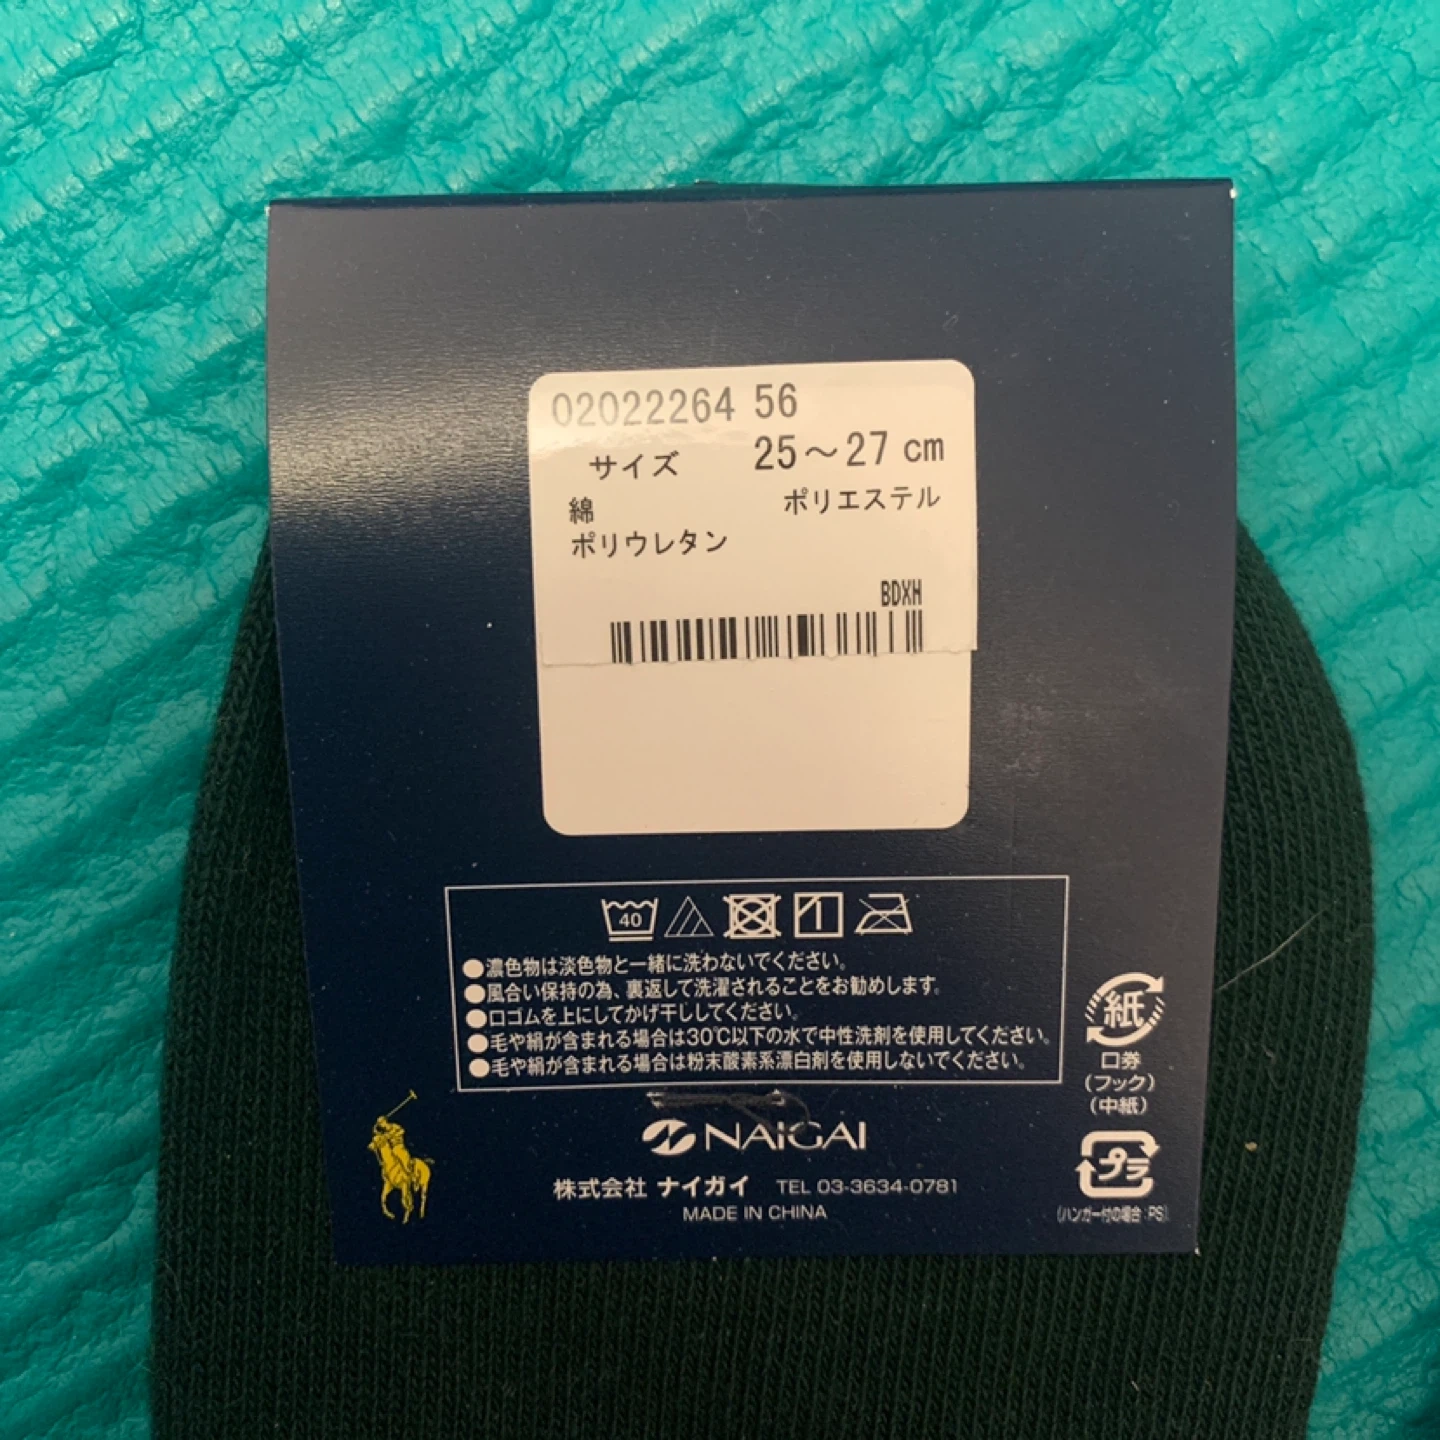 02022264 56
サイズ 25～27 cm
綿 ポリエステル
ポリウレタン
BDXH
40
●濃色物は淡色物と一緒に洗わないでください。
●風合い保持の為、裏返して洗濯されることをお勧めします。
●口ゴムを上にしてかげ干ししてください。
●毛や絹が含まれる場合は30℃以下の水で中性洗剤を使用してください。
●毛や絹が含まれる場合は粉末酸素系漂白剤を使用しないでください。
紙
口券
(フック)
(中紙)
プラ
(ハンガー付の場合:PS)
NAIGAI
株式会社 ナイガイ TEL 03-3634-0781
MADE IN CHINA